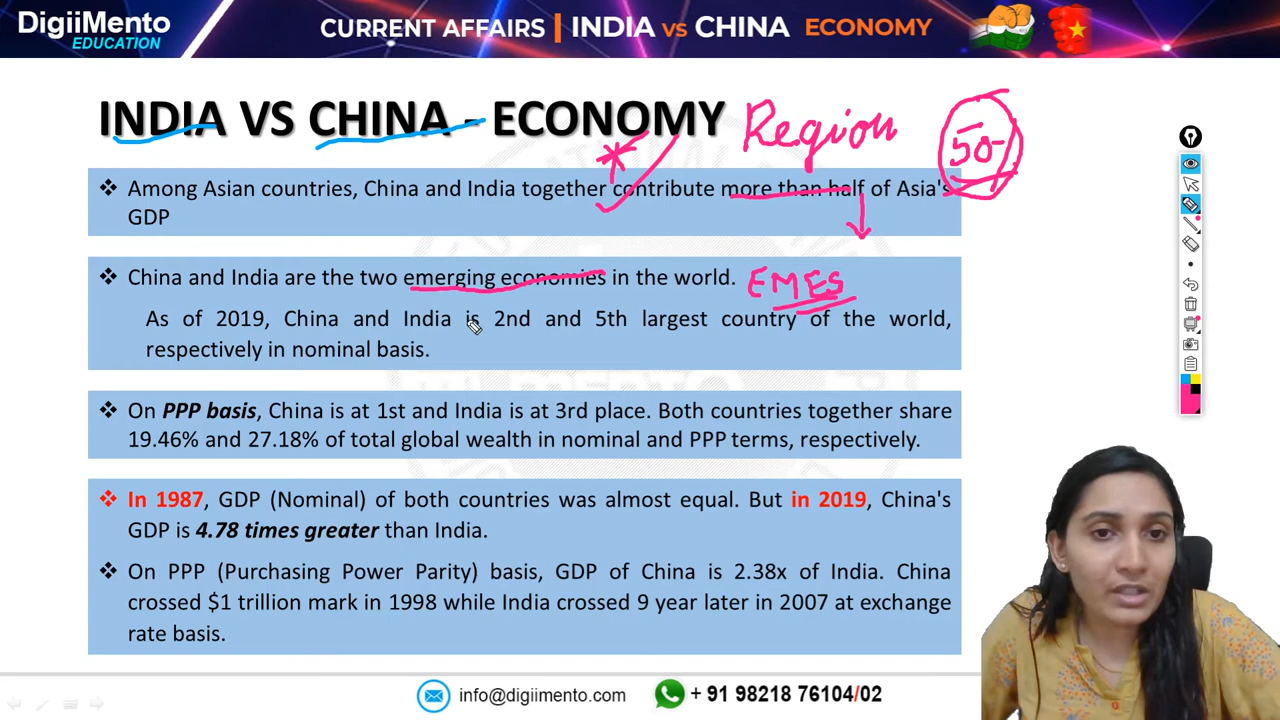 DigiiMento
EDUCATION
CURRENT AFFAIRS | INDIA vs CHINA ECONOMY
INDIA VS CHINA - ECONOMY
Region
50%
❖ Among Asian countries, China and India together contribute more than half of Asia's
GDP
❖ China and India are the two emerging economies in the world.
EMES
As of 2019, China and India is 2nd and 5th largest country of the world,
respectively in nominal basis.
❖ On PPP basis, China is at 1st and India is at 3rd place. Both countries together share
19.46% and 27.18% of total global wealth in nominal and PPP terms, respectively.
❖ In 1987, GDP (Nominal) of both countries was almost equal. But in 2019, China's
GDP is 4.78 times greater than India.
❖ On PPP (Purchasing Power Parity) basis, GDP of China is 2.38x of India. China
crossed $1 trillion mark in 1998 while India crossed 9 year later in 2007 at exchange
rate basis.
info@digiimento.com
+ 91 98218 76104/02